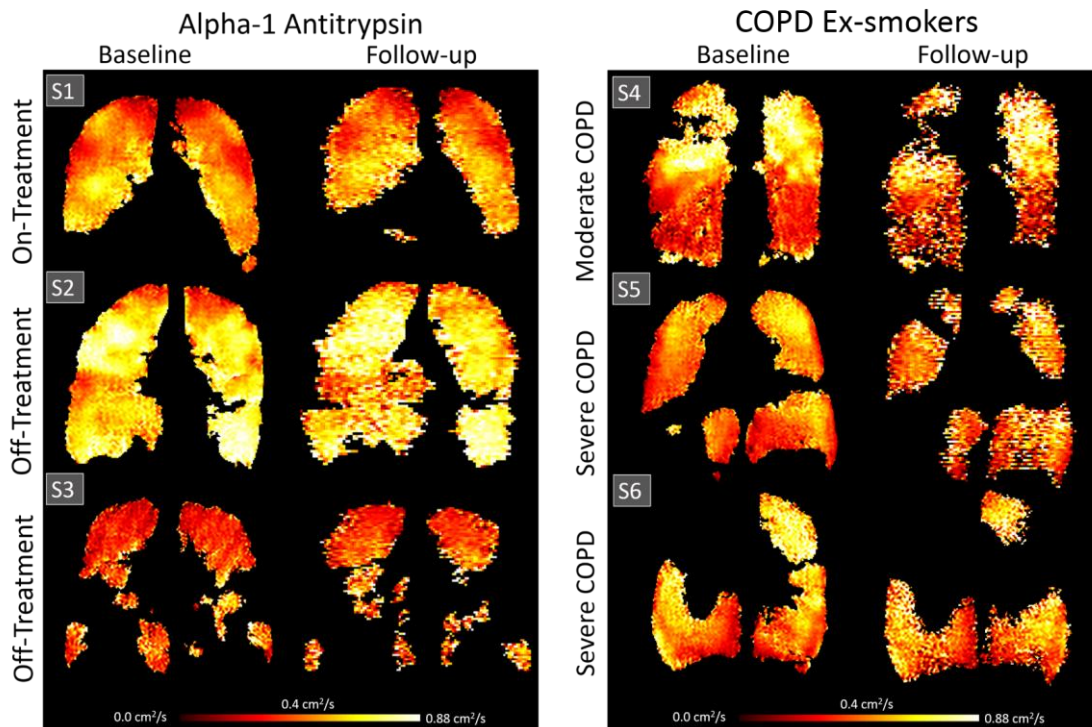 Alpha-1 Antitrypsin
Baseline
Follow-up
On-Treatment
S1
Off-Treatment
S2
Off-Treatment
S3
0.0 cm²/s
0.4 cm²/s
0.88 cm²/s
COPD Ex-smokers
Baseline
Follow-up
Moderate COPD
S4
Severe COPD
S5
Severe COPD
S6
0.0 cm²/s
0.4 cm²/s
0.88 cm²/s